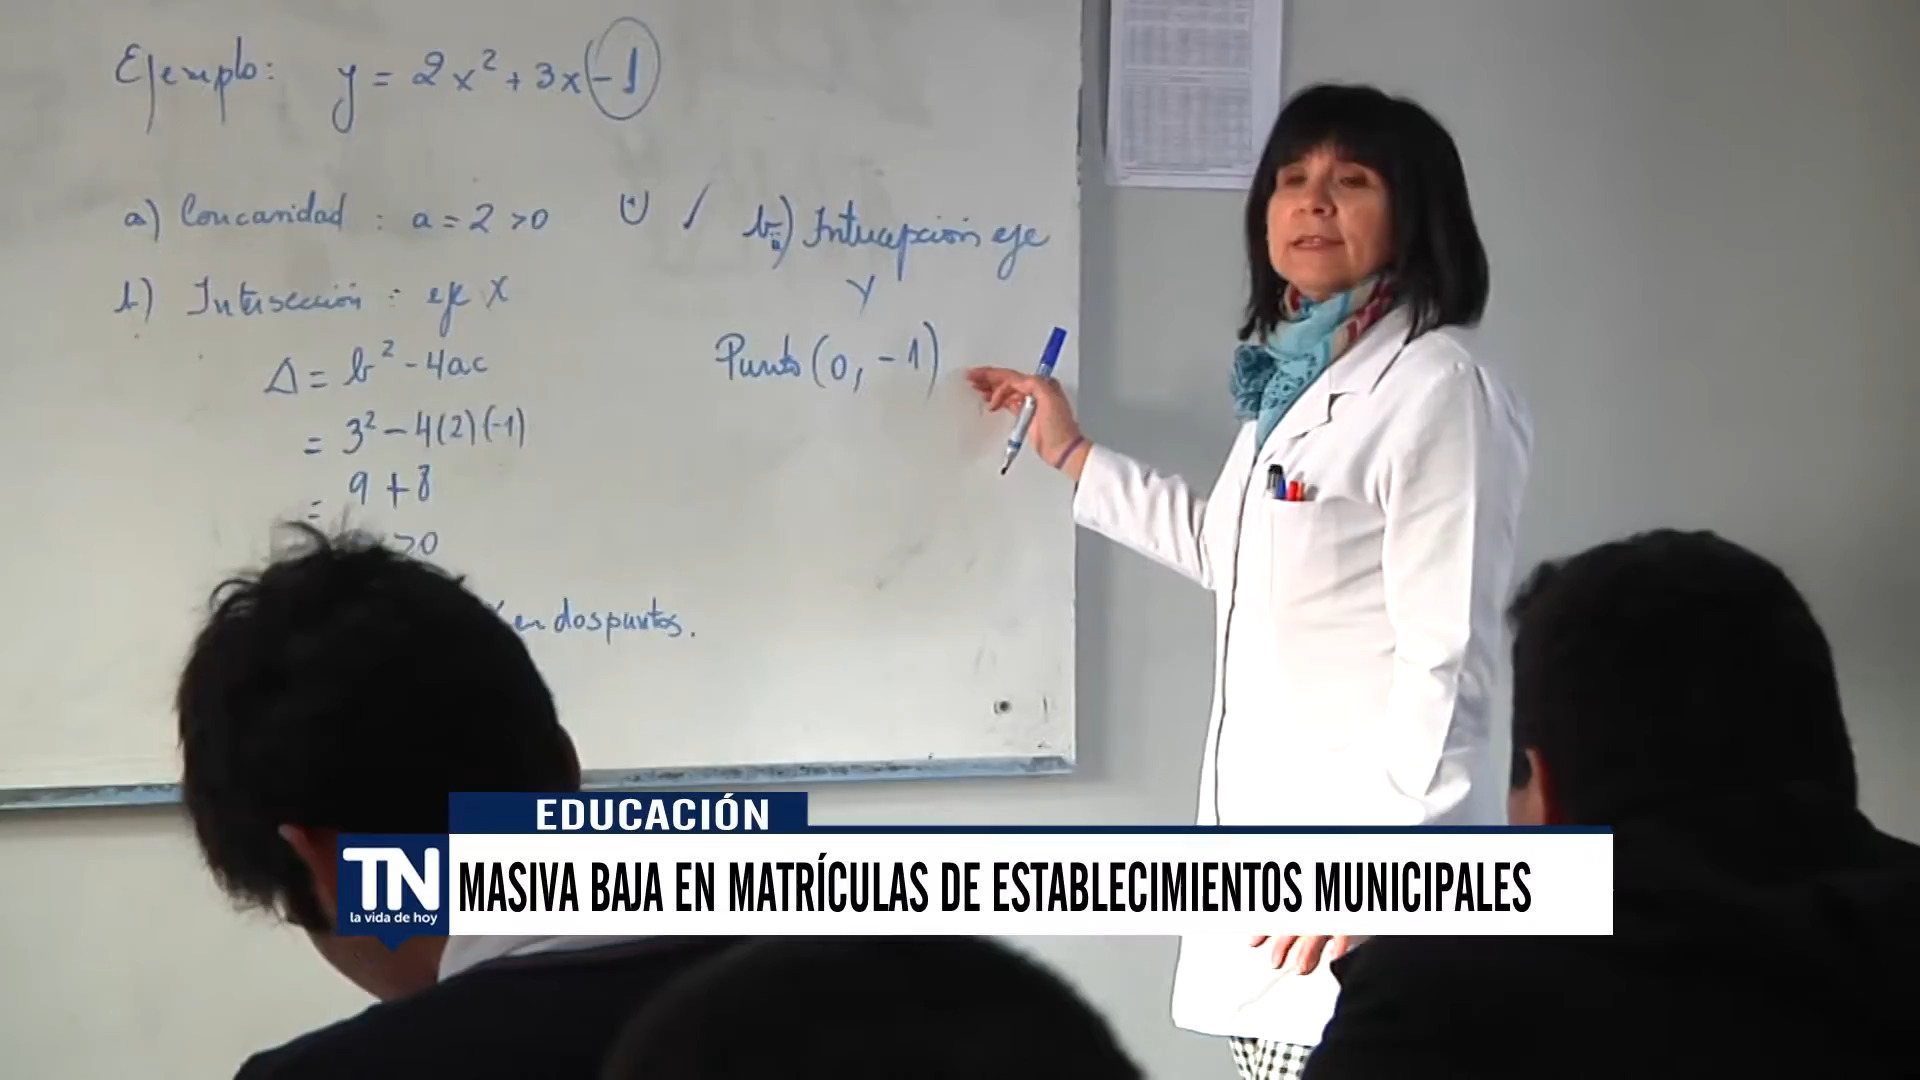 Ejemplo: y = 2x² + 3x - 1
a) Concavidad : a = 2 > 0
b) Intersección : eje X
Δ = b² - 4ac
= 3² - 4(2)(-1)
= 9 + 8
> 0
en dos puntos.
b) Intercepción eje
Y
Punto (0, -1)
EDUCACIÓN
TN
la vida de hoy
MASIVA BAJA EN MATRÍCULAS DE ESTABLECIMIENTOS MUNICIPALES